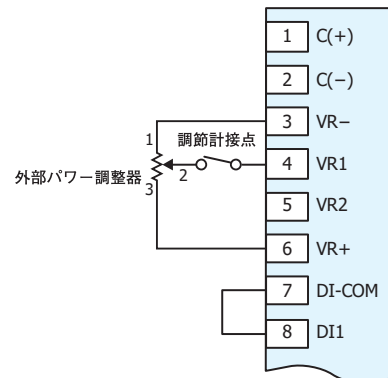 1 C(+)
2 C(−)
3 VR−
1
調節計接点
2
4 VR1
外部パワー調整器
3
5 VR2
6 VR+
7 DI-COM
8 DI1